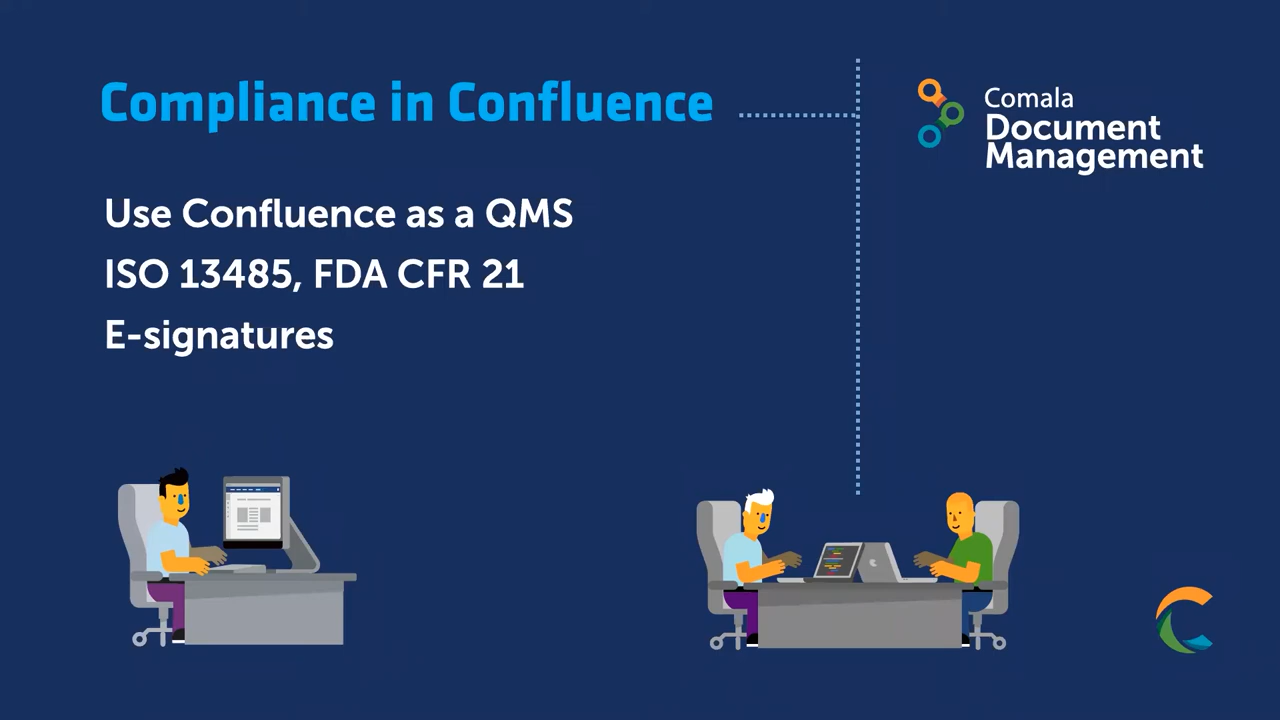 Compliance in Confluence
Comala
Document
Management
Use Confluence as a QMS
ISO 13485, FDA CFR 21
E-signatures